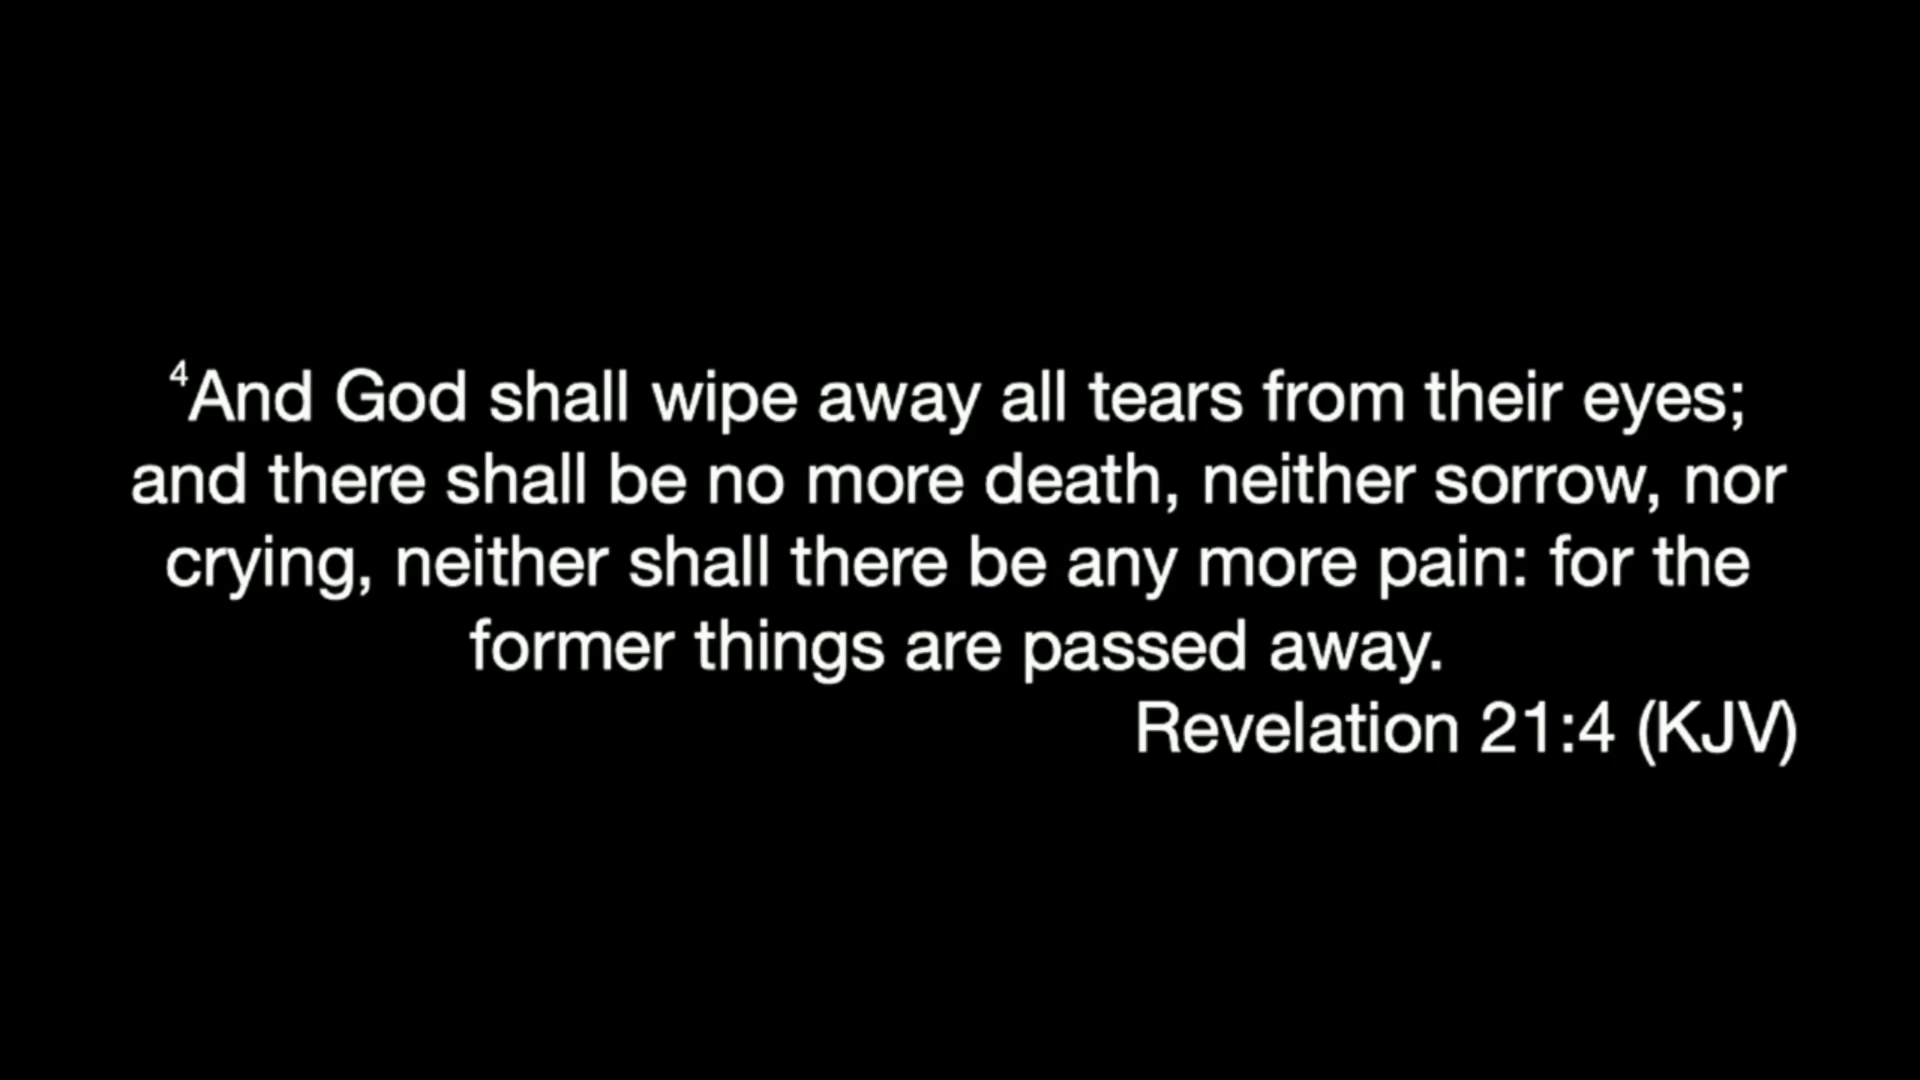 ⁴And God shall wipe away all tears from their eyes;
and there shall be no more death, neither sorrow, nor
crying, neither shall there be any more pain: for the
former things are passed away.
Revelation 21:4 (KJV)